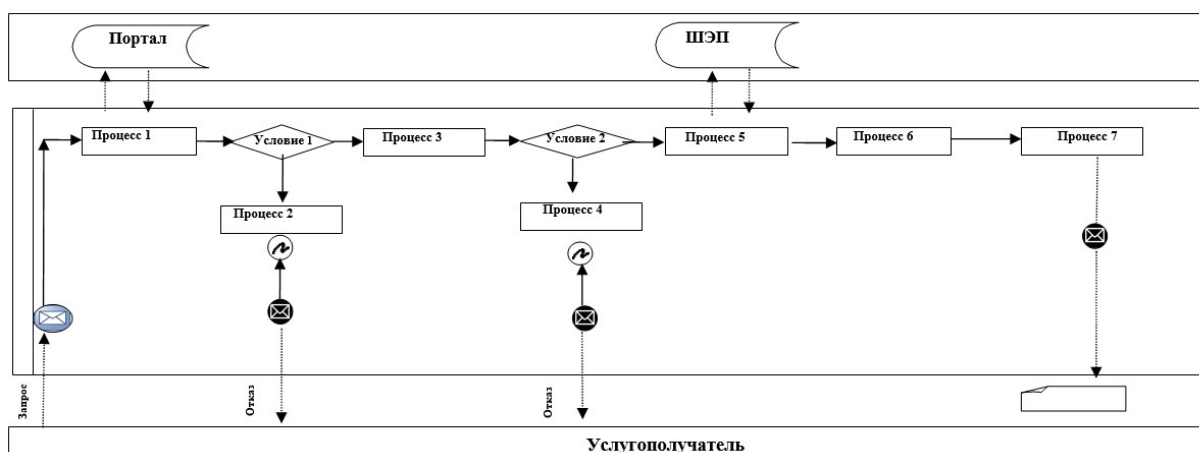 Портал
ШЭП
Процесс 1
Условие 1
Процесс 3
Условие 2
Процесс 5
Процесс 6
Процесс 7
Процесс 2
Процесс 4
Запрос
Отказ
Отказ
Услугополучатель